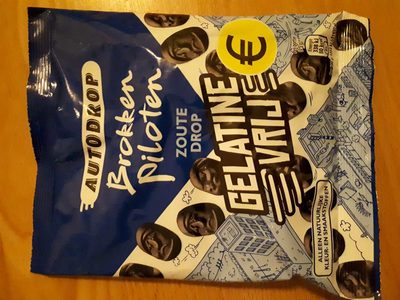 AUTODROP
Brokken
Piloten
ZOUTE
DROP
GELATINE
VRIJ
€
ALLEEN NATUURLIJKE
KLEUR- EN SMAAKSTOFFEN